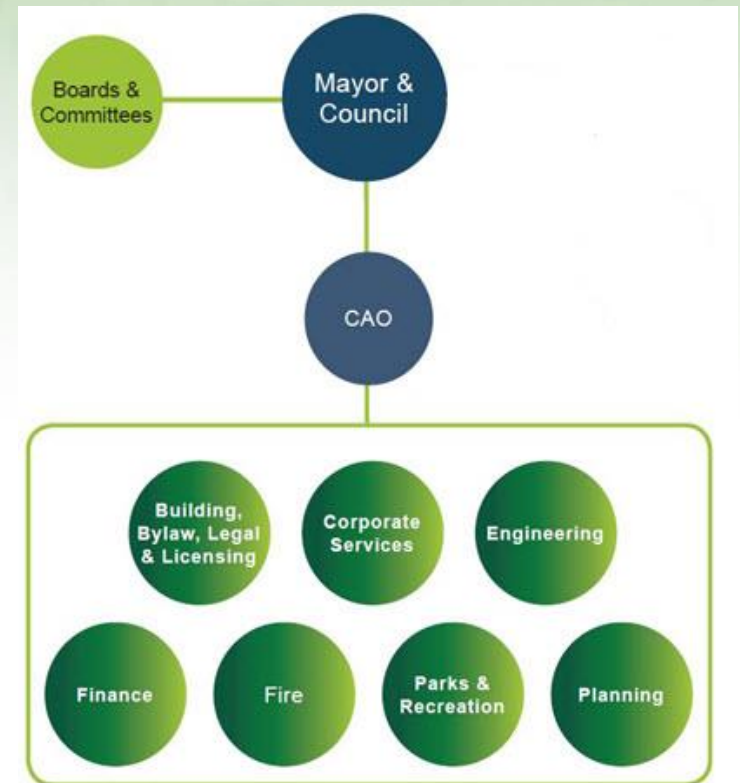 Boards &
Committees
Mayor &
Council
CAO
Building,
Bylaw, Legal
& Licensing
Corporate
Services
Engineering
Finance
Fire
Parks &
Recreation
Planning